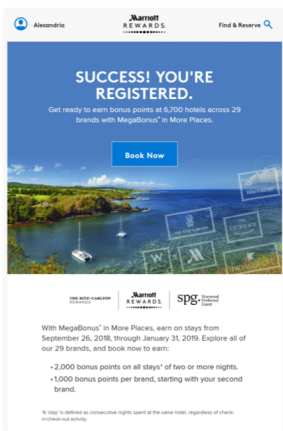 Alexandria
Marriott
REWARDS.
Find & Reserve
SUCCESS! YOU'RE
REGISTERED.
Get ready to earn bonus points at 6,700 hotels across 29
brands with MegaBonus® in More Places.
Book Now
Sheraton
LUXURY
W
THE RITZ-CARLTON
REWARDS
Marriott
REWARDS.
spg. Starwood
Preferred
Guest
With MegaBonus® in More Places, earn on stays from
September 26, 2018, through January 31, 2019. Explore all of
our 29 brands, and book now to earn:
• 2,000 bonus points on all stays* of two or more nights.
• 1,000 bonus points per brand, starting with your second
brand.
*A 'stay' is defined as consecutive nights spent at the same hotel, regardless of check-
in/check-out activity.